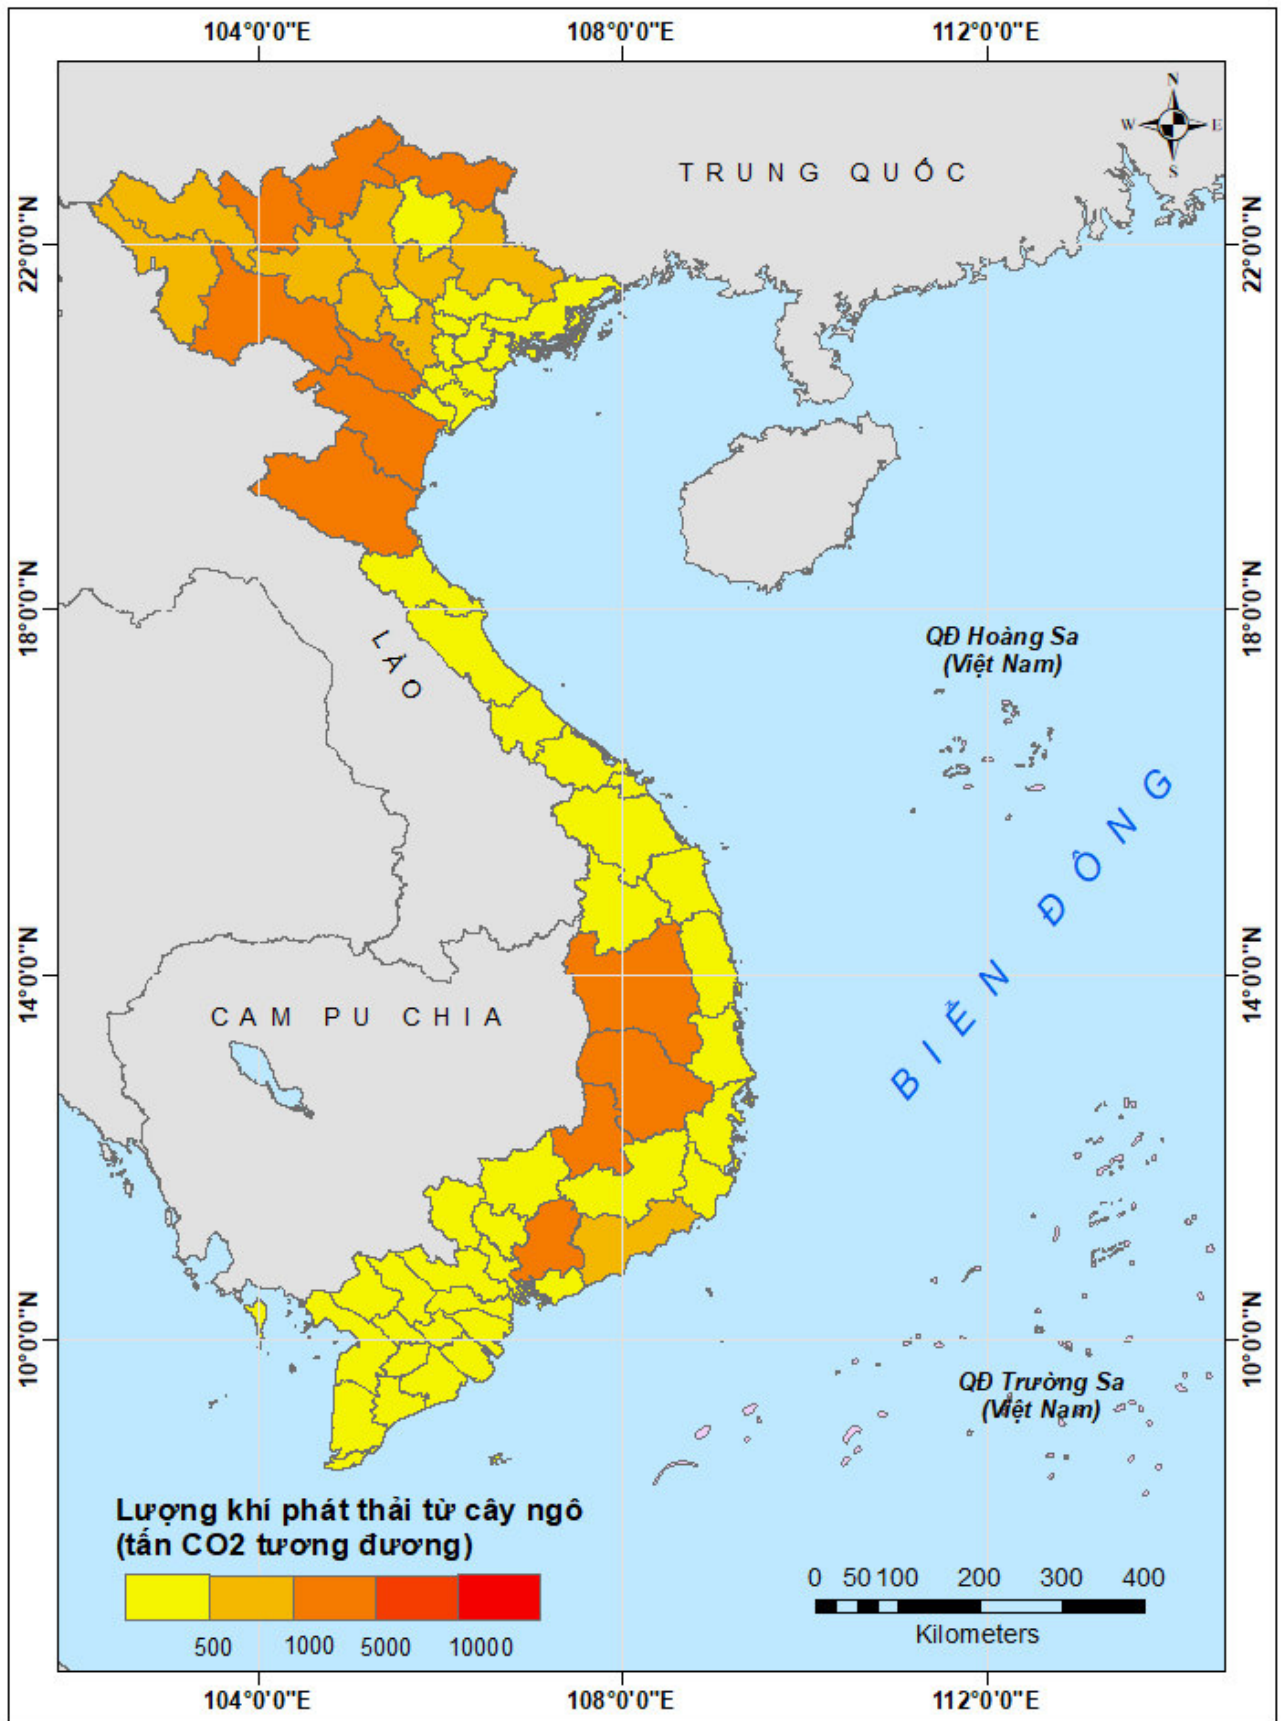 104°0'0"E 108°0'0"E 112°0'0"E
N
W E
S
TRUNG QUỐC
22°0'0"N 22°0'0"N
18°0'0"N 18°0'0"N
QĐ Hoàng Sa
(Việt Nam)
LÀO
BIỂN ĐÔNG
14°0'0"N 14°0'0"N
CAM PU CHIA
10°0'0"N 10°0'0"N
QĐ Trường Sa
(Việt Nam)
Lượng khí phát thải từ cây ngô
(tấn CO2 tương đương)
500 1000 5000 10000
0 50 100 200 300 400
Kilometers
104°0'0"E 108°0'0"E 112°0'0"E